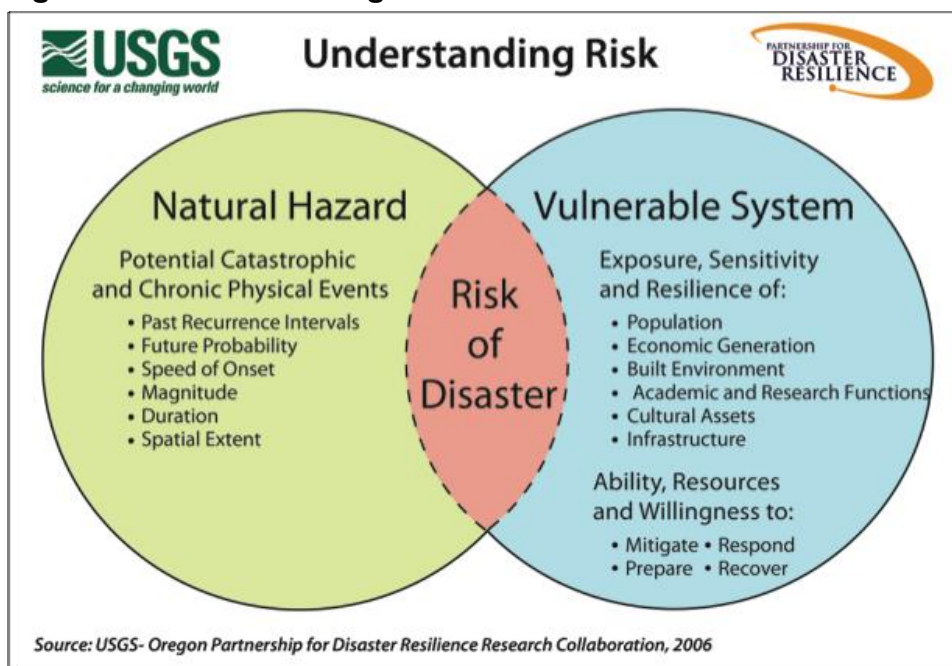 USGS
science for a changing world
Understanding Risk
PARTNERSHIP FOR
DISASTER
RESILIENCE
Natural Hazard
Potential Catastrophic
and Chronic Physical Events
• Past Recurrence Intervals
• Future Probability
• Speed of Onset
• Magnitude
• Duration
• Spatial Extent
Risk
of
Disaster
Vulnerable System
Exposure, Sensitivity
and Resilience of:
• Population
• Economic Generation
• Built Environment
• Academic and Research Functions
• Cultural Assets
• Infrastructure
Ability, Resources
and Willingness to:
• Mitigate • Respond
• Prepare • Recover
Source: USGS- Oregon Partnership for Disaster Resilience Research Collaboration, 2006